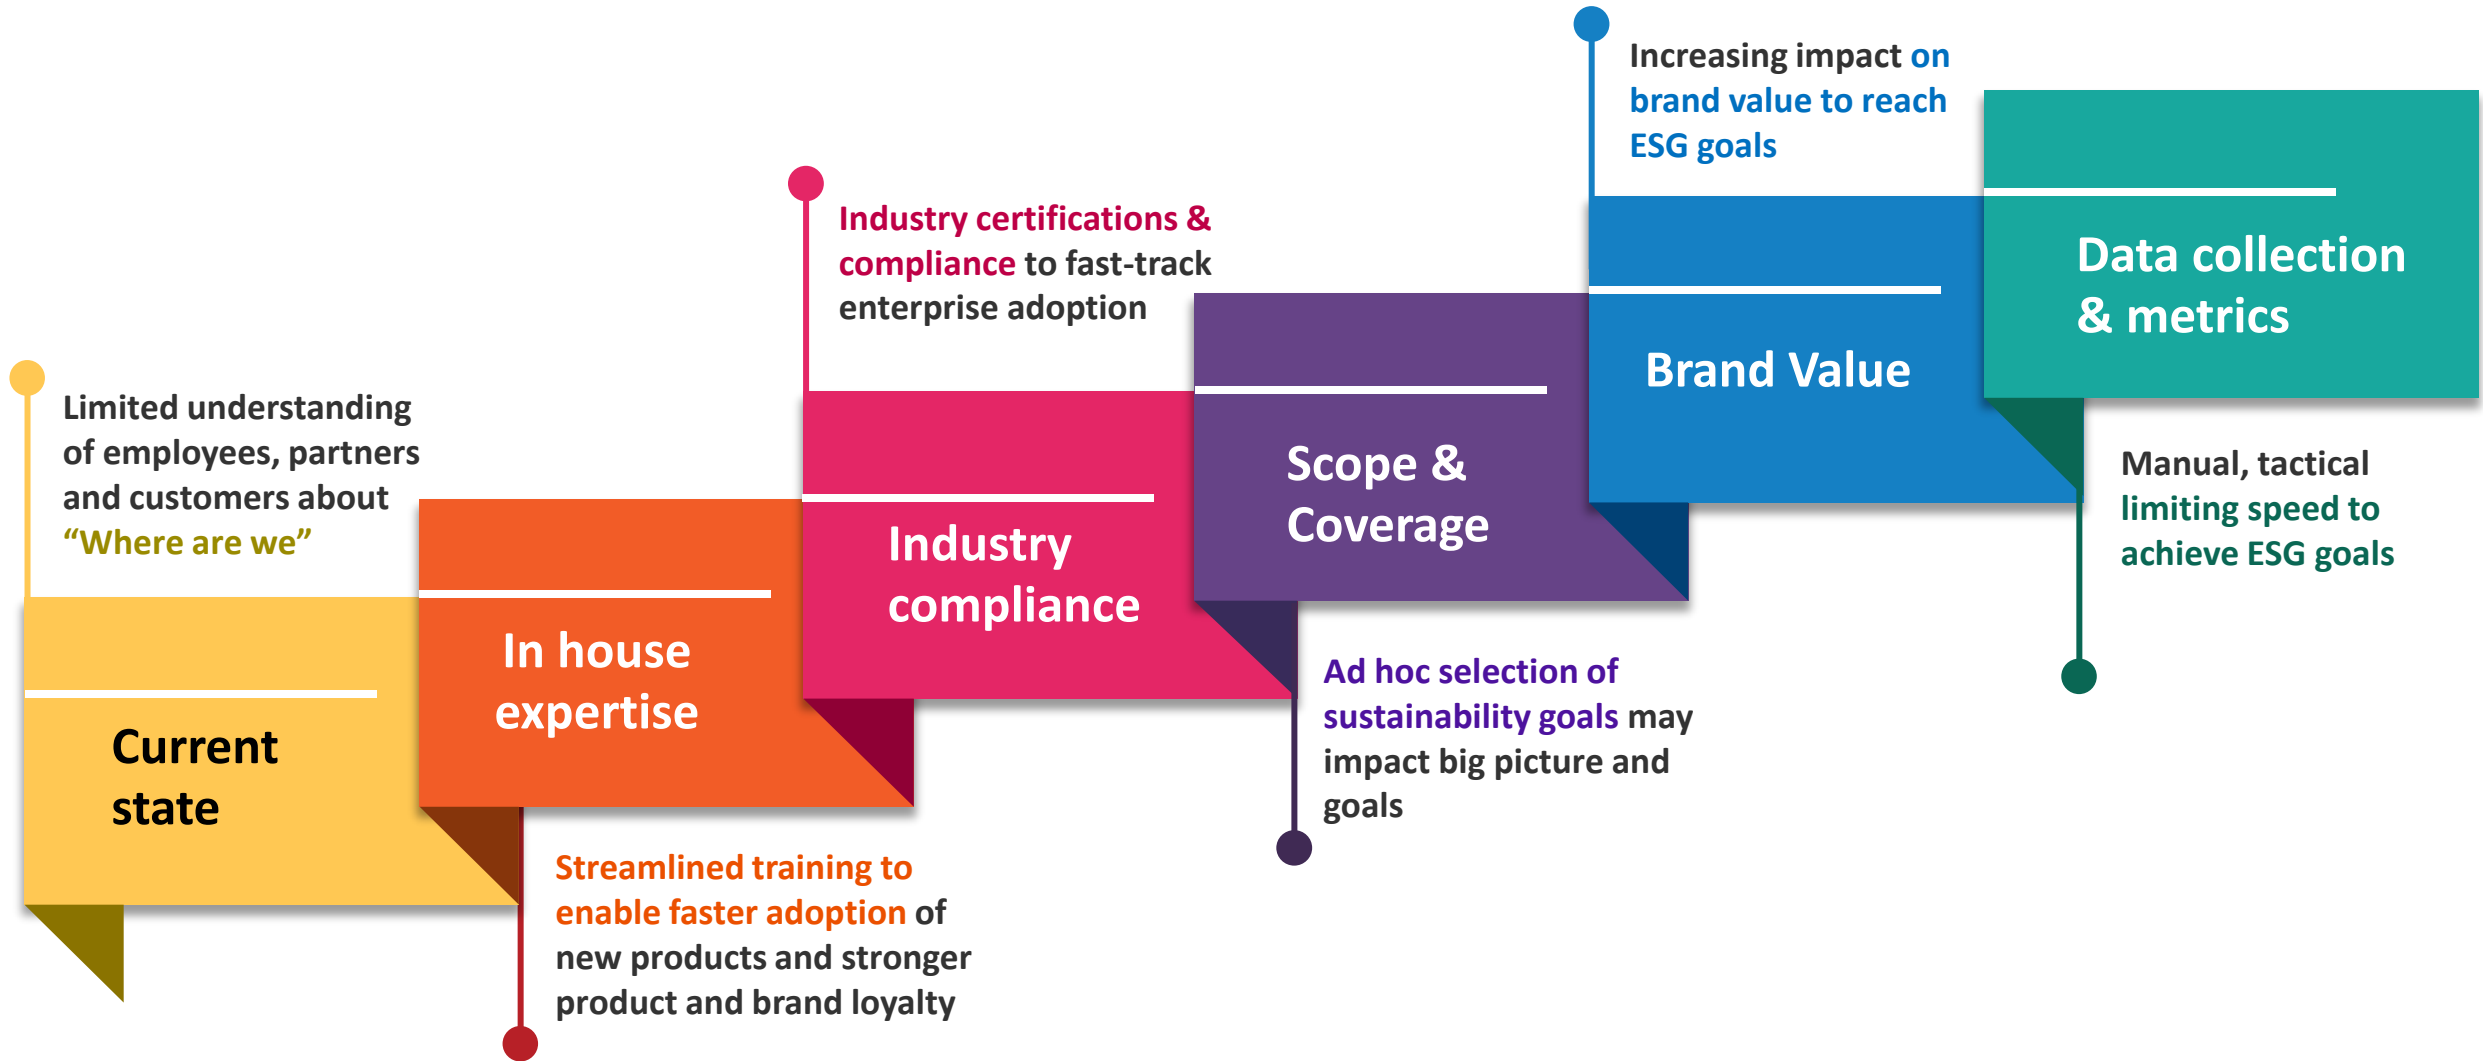 Limited understanding
of employees, partners
and customers about
“Where are we”
Current
state
In house
expertise
Streamlined training to
enable faster adoption of
new products and stronger
product and brand loyalty
Industry certifications &
compliance to fast-track
enterprise adoption
Industry
compliance
Scope &
Coverage
Ad hoc selection of
sustainability goals may
impact big picture and
goals
Increasing impact on
brand value to reach
ESG goals
Brand Value
Data collection
& metrics
Manual, tactical
limiting speed to
achieve ESG goals